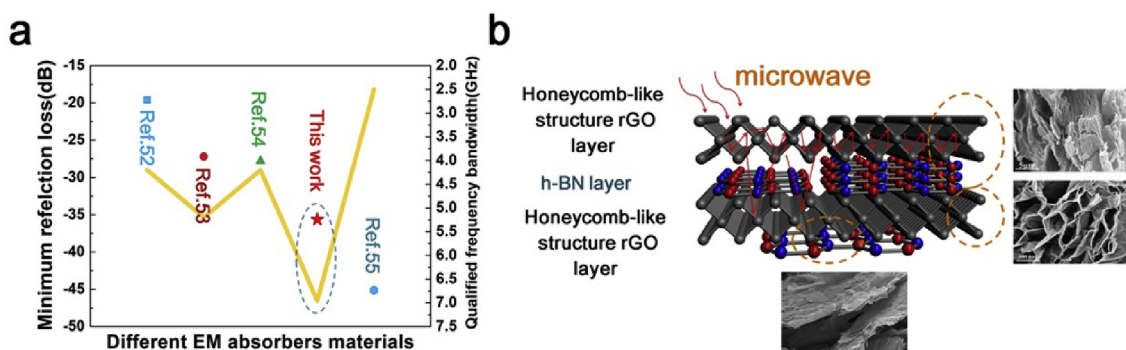 a
Minimum refelction loss(dB)
-15
-20
-25
-30
-35
-40
-45
-50
Ref.52
Ref.53
Ref.54
This work
Ref.55
2.0
2.5
3.0
3.5
4.0
4.5
5.0
5.5
6.0
6.5
7.0
7.5
Qualified frequency bandwidth(GHz)
Different EM absorbers materials
b
microwave
Honeycomb-like
structure rGO
layer
h-BN layer
Honeycomb-like
structure rGO
layer